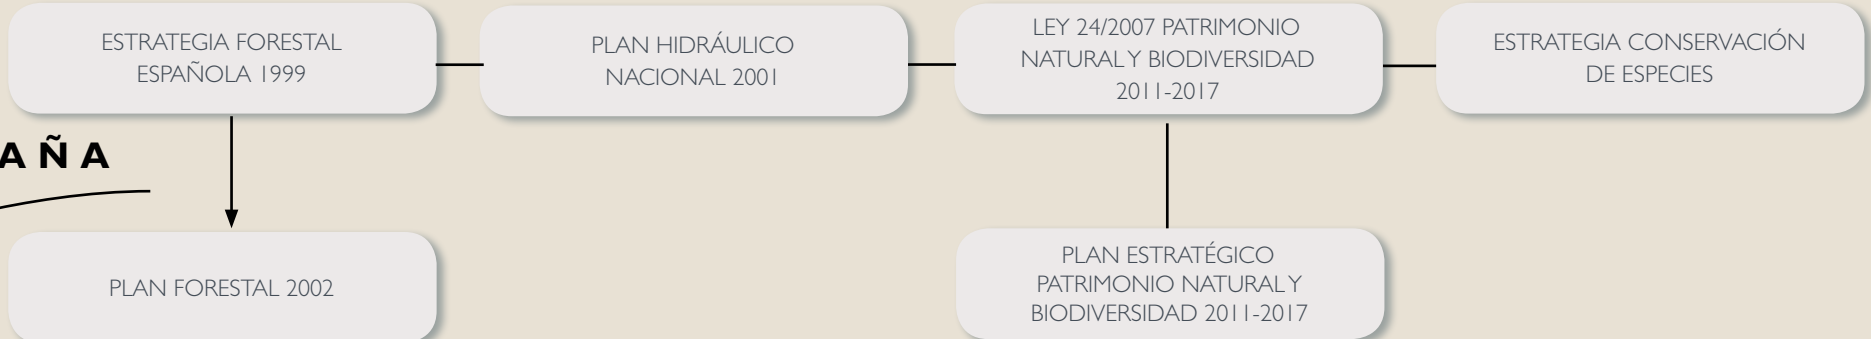 ESTRATEGIA FORESTAL
ESPAÑOLA 1999
PLAN HIDRÁULICO
NACIONAL 2001
LEY 24/2007 PATRIMONIO
NATURAL Y BIODIVERSIDAD
2011-2017
ESTRATEGIA CONSERVACIÓN
DE ESPECIES
AÑA
PLAN FORESTAL 2002
PLAN ESTRATÉGICO
PATRIMONIO NATURAL Y
BIODIVERSIDAD 2011-2017